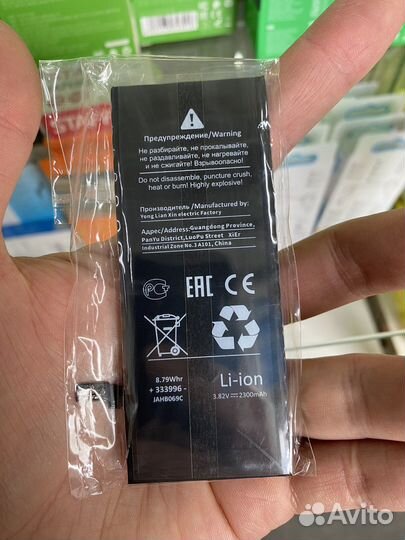 Предупреждение/Warning
Не разбирайте, не прокалывайте,
не раздавливайте, не нагревайте
и не сжигайте! Взрывоопасно!
Do not disassemble, puncture crush,
heat or burn! Highly explosive!
Производитель /Manufactured by:
Yong Lian Xin electric Factory
Адрес/Address: Guangdong Province,
PanYu District, LuoPu Street XiEr
Industrial Zone No.3 A101, China
РС
EAC CE
8.79Whr
+ 333996 -
JAHB069C
Li-ion
3.82V 2300mAh
Avito